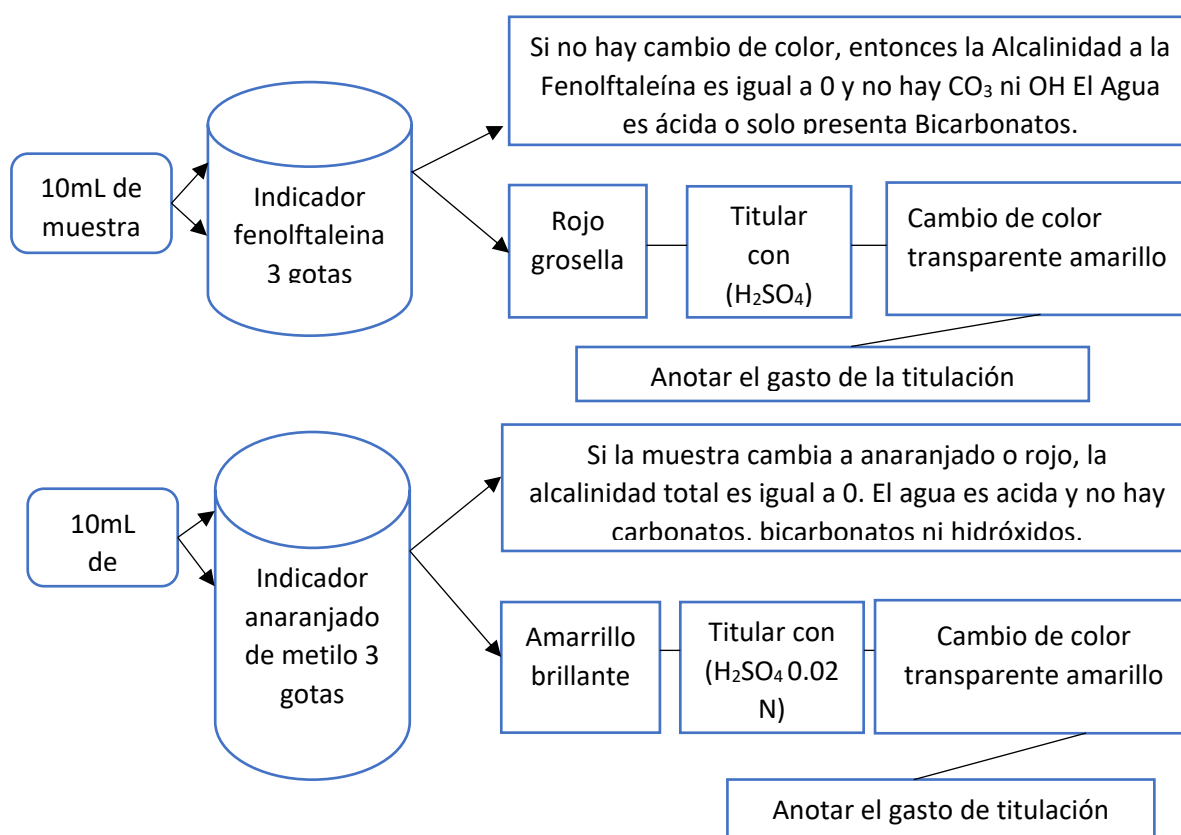 Si no hay cambio de color, entonces la Alcalinidad a la
Fenolftaleína es igual a 0 y no hay CO₃ ni OH El Agua
es ácida o solo presenta Bicarbonatos.
10mL de
muestra
Indicador
fenolftaleina
3 gotas
Rojo
grosella
Titular
con
(H₂SO₄)
Cambio de color
transparente amarillo
Anotar el gasto de la titulación
Si la muestra cambia a anaranjado o rojo, la
alcalinidad total es igual a 0. El agua es acida y no hay
carbonatos, bicarbonatos ni hidróxidos.
10mL
de
Indicador
anaranjado
de metilo 3
gotas
Amarrillo
brillante
Titular con
(H₂SO₄ 0.02
N)
Cambio de color
transparente amarillo
Anotar el gasto de titulación